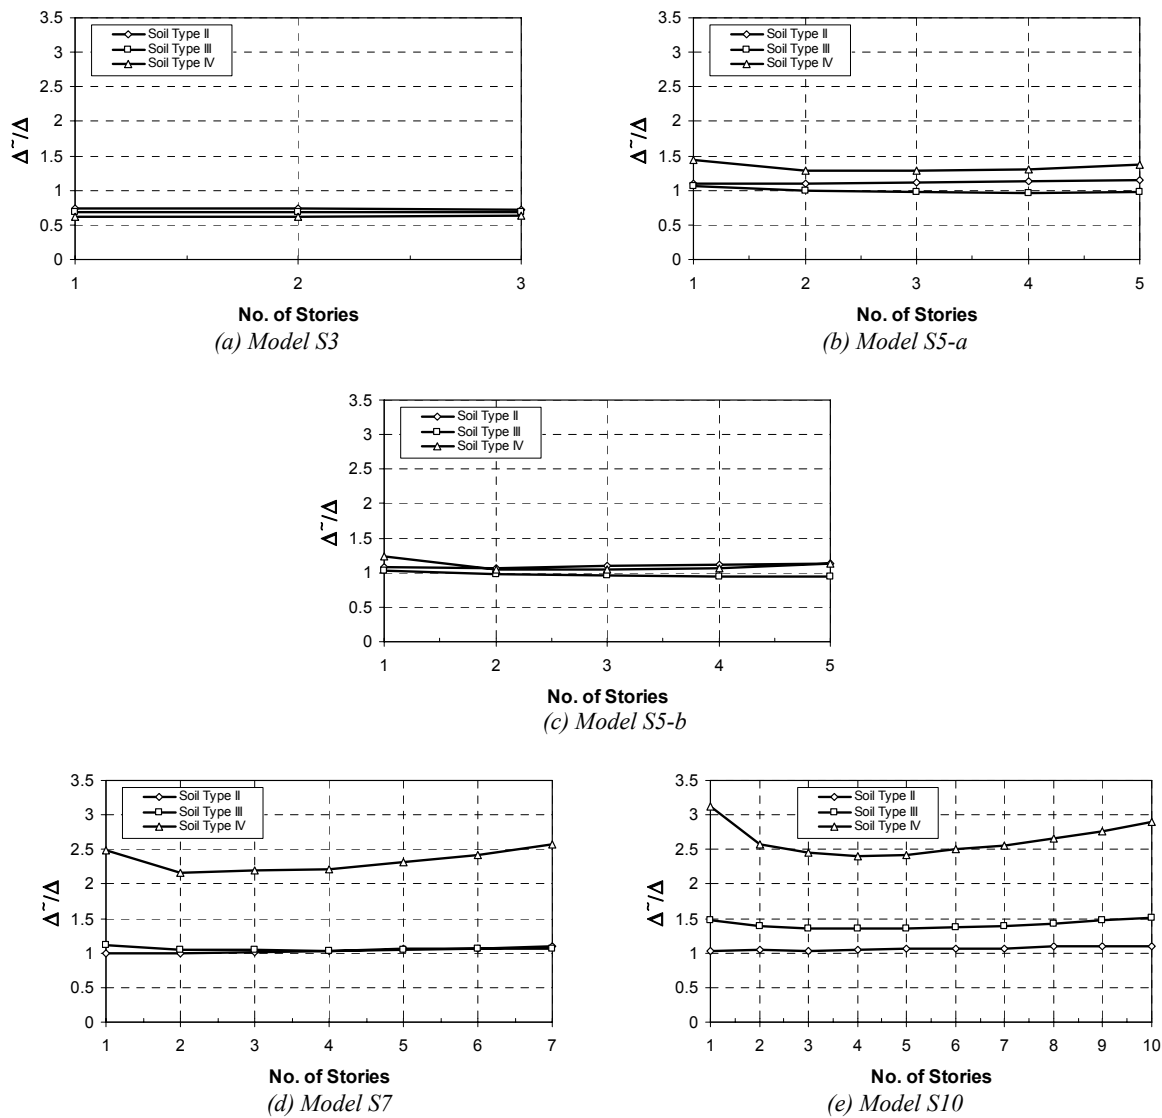 3.5
3
2.5
2
1.5
1
0.5
0
Δ˜/Δ
Soil Type II
Soil Type III
Soil Type IV
1 2 3
No. of Stories
(a) Model S3
3.5
3
2.5
2
1.5
1
0.5
0
Δ˜/Δ
Soil Type II
Soil Type III
Soil Type IV
1 2 3 4 5
No. of Stories
(b) Model S5-a
3.5
3
2.5
2
1.5
1
0.5
0
Δ˜/Δ
Soil Type II
Soil Type III
Soil Type IV
1 2 3 4 5
No. of Stories
(c) Model S5-b
3.5
3
2.5
2
1.5
1
0.5
0
Δ˜/Δ
Soil Type II
Soil Type III
Soil Type IV
1 2 3 4 5 6 7
No. of Stories
(d) Model S7
3.5
3
2.5
2
1.5
1
0.5
0
Δ˜/Δ
Soil Type II
Soil Type III
Soil Type IV
1 2 3 4 5 6 7 8 9 10
No. of Stories
(e) Model S10